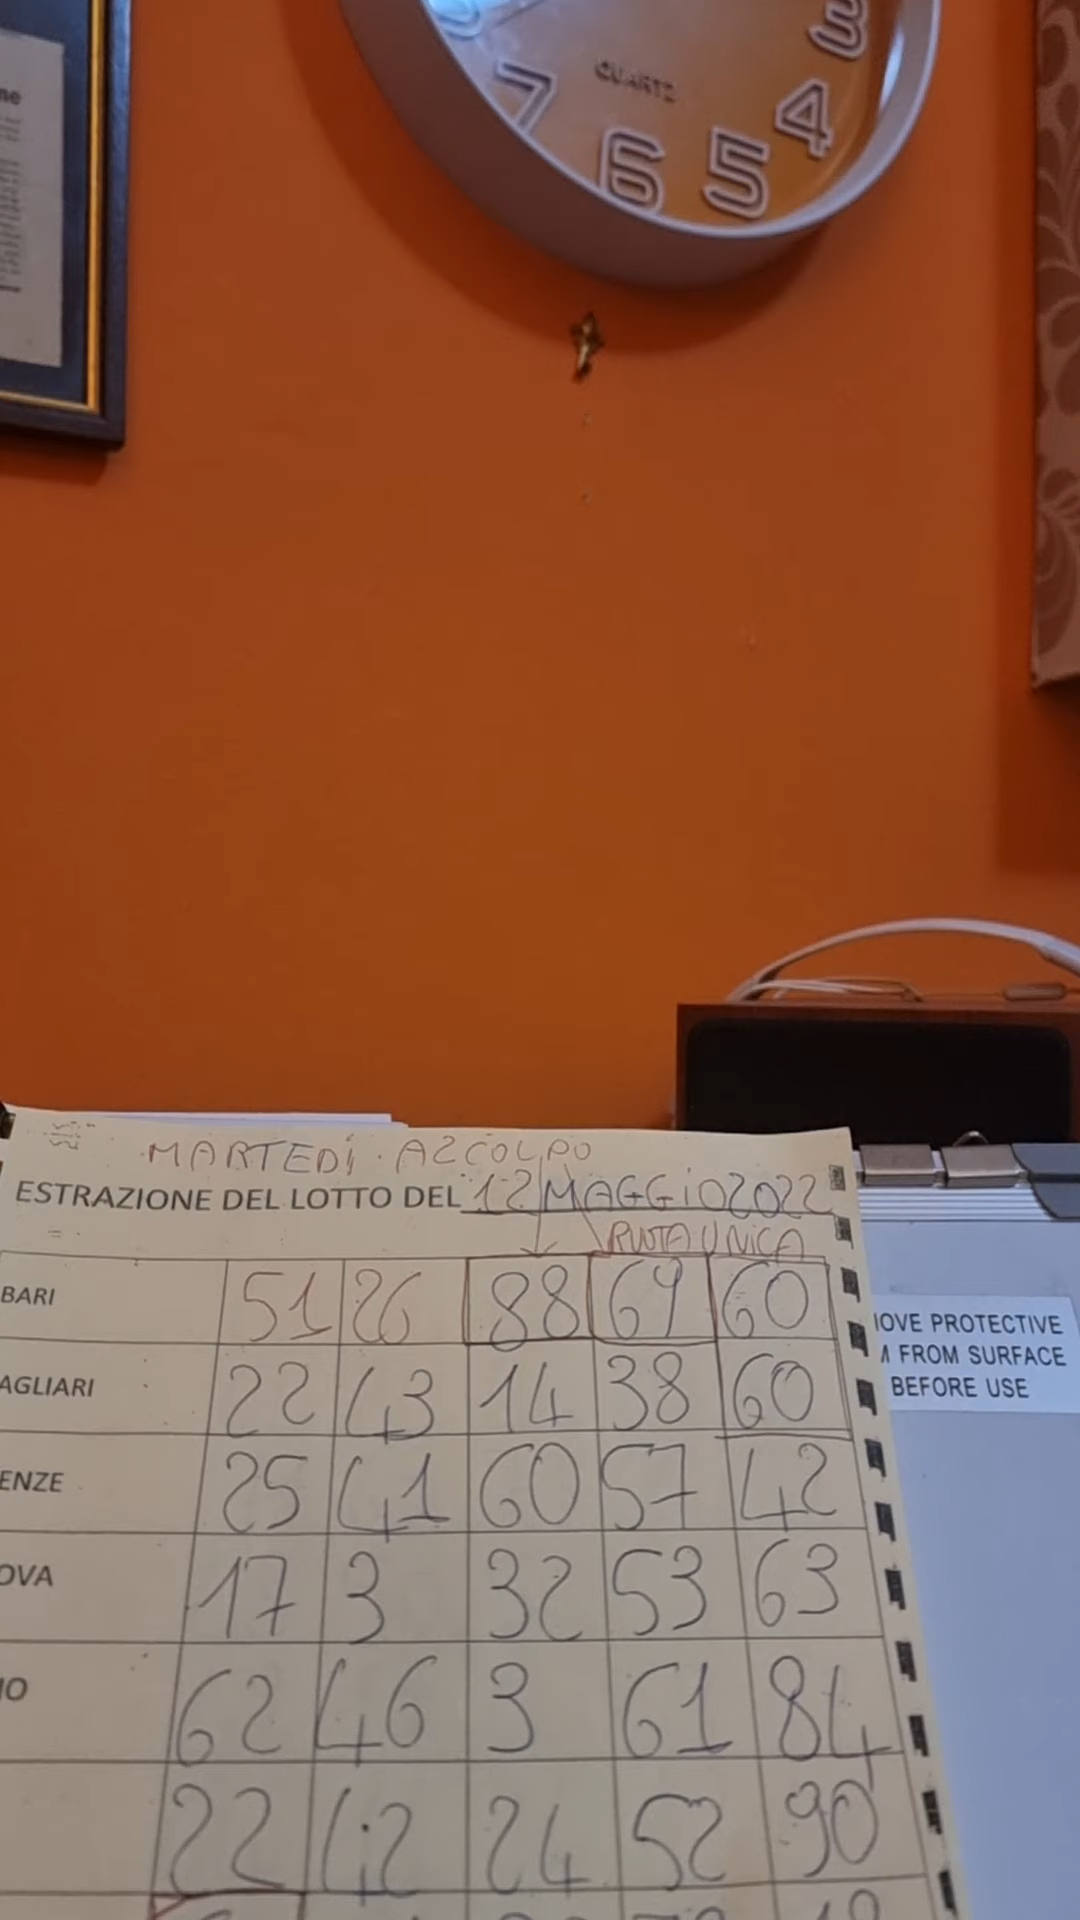 3
QUARTZ
4
7
6
5
MARTEDÌ. A2COLPO
ESTRAZIONE DEL LOTTO DEL 12 MAGGIO 2022
RUOTA UNICA
BARI 51 26 88 69 60
AGLIARI 22 43 14 38 60
ENZE 25 41 60 57 42
OVA 17 3 32 53 63
IO 62 46 3 61 84
22 42 24 52 90
OVE PROTECTIVE
FROM SURFACE
BEFORE USE